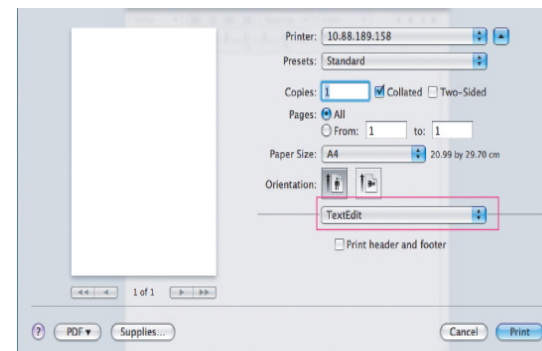 Printer: 10.88.189.158
Presets: Standard
Copies: 1 Collated Two-Sided
Pages: All
From: 1 to: 1
Paper Size: A4 20.99 by 29.70 cm
Orientation:
TextEdit
Print header and footer
1 of 1
? PDF ▾ Supplies... Cancel Print